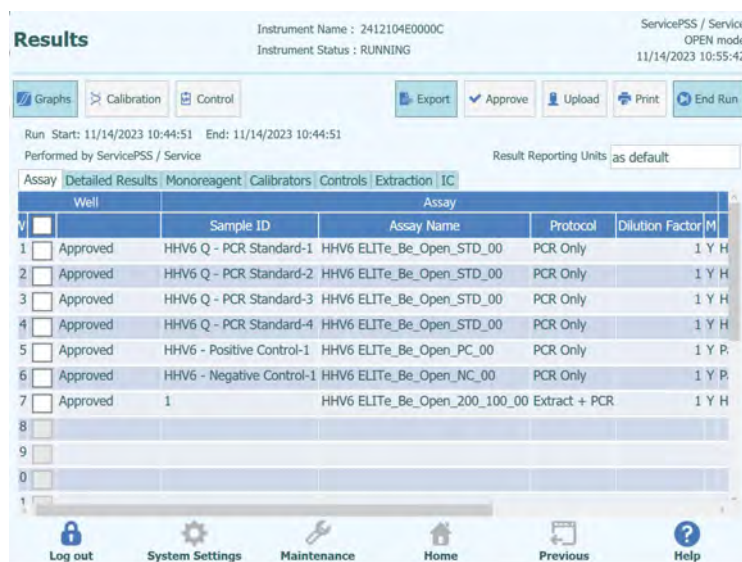 Results
Instrument Name : 2412104E0000C
Instrument Status : RUNNING
ServicePSS / Service
OPEN mode
11/14/2023 10:55:42
Graphs Calibration Control Export Approve Upload Print End Run
Run Start: 11/14/2023 10:44:51 End: 11/14/2023 10:44:51
Performed by ServicePSS / Service
Result Reporting Units as default
Assay Detailed Results Monoreagent Calibrators Controls Extraction IC
Well Assay
Sample ID Assay Name Protocol Dilution Factor M
1 Approved HHV6 Q - PCR Standard-1 HHV6 ELITe_Be_Open_STD_00 PCR Only 1 Y H
2 Approved HHV6 Q - PCR Standard-2 HHV6 ELITe_Be_Open_STD_00 PCR Only 1 Y H
3 Approved HHV6 Q - PCR Standard-3 HHV6 ELITe_Be_Open_STD_00 PCR Only 1 Y H
4 Approved HHV6 Q - PCR Standard-4 HHV6 ELITe_Be_Open_STD_00 PCR Only 1 Y H
5 Approved HHV6 - Positive Control-1 HHV6 ELITe_Be_Open_PC_00 PCR Only 1 Y P
6 Approved HHV6 - Negative Control-1 HHV6 ELITe_Be_Open_NC_00 PCR Only 1 Y P
7 Approved 1 HHV6 ELITe_Be_Open_200_100_00 Extract + PCR 1 Y H
8
9
0
Log out System Settings Maintenance Home Previous Help